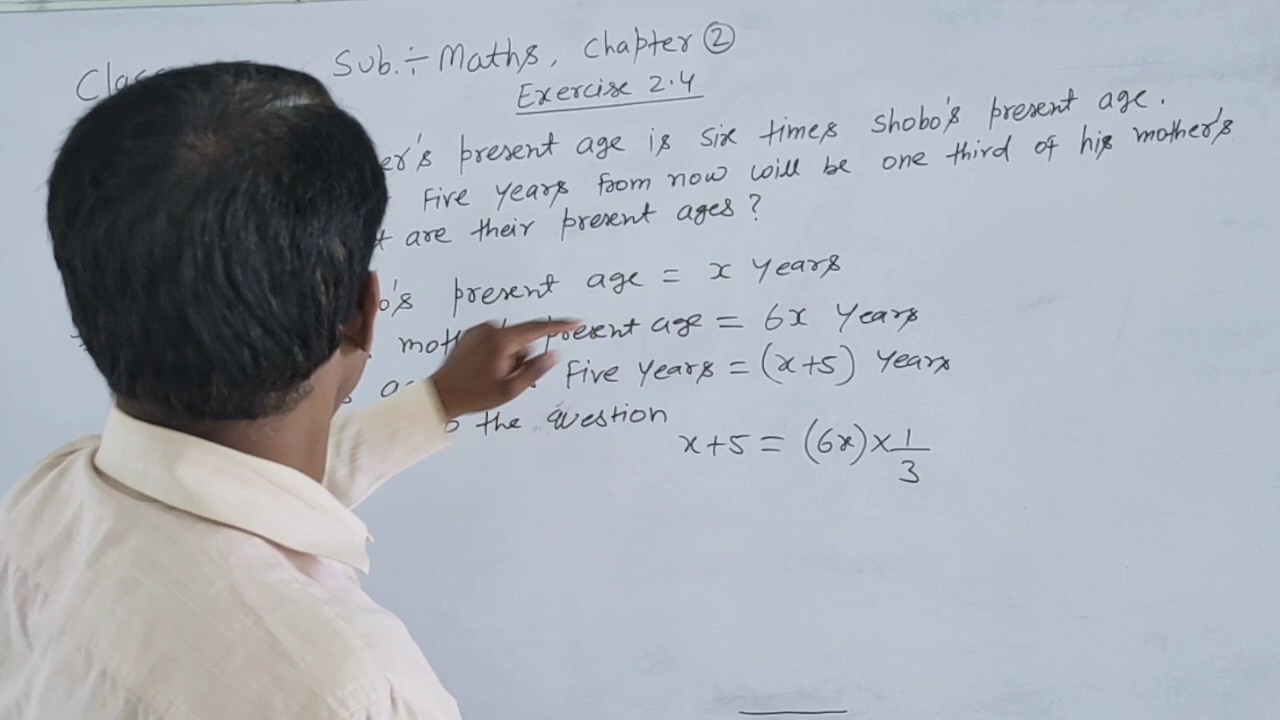 Sub.÷Maths, Chapter ②
Exercise 2.4
er's present age is six times shobo's present age.
Five years from now will be one third of his mother's
are their present ages?
o's present age = x years
present age = 6x years
Five years = (x+5) years
the question
x+5 = (6x)×1/3